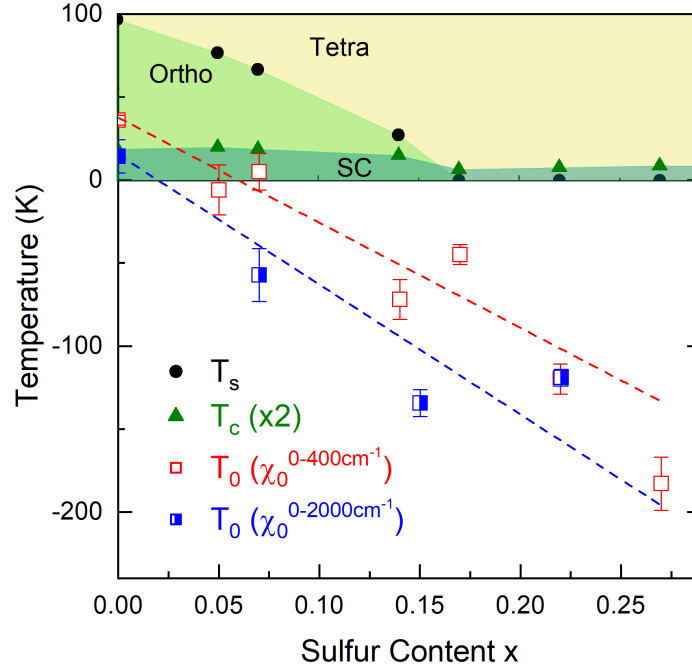 100
0
-100
-200
Temperature (K)
Tetra
Ortho
SC
T_s
T_c (x2)
T_0 (χ_0^{0-400cm^{-1}})
T_0 (χ_0^{0-2000cm^{-1}})
0.00 0.05 0.10 0.15 0.20 0.25
Sulfur Content x